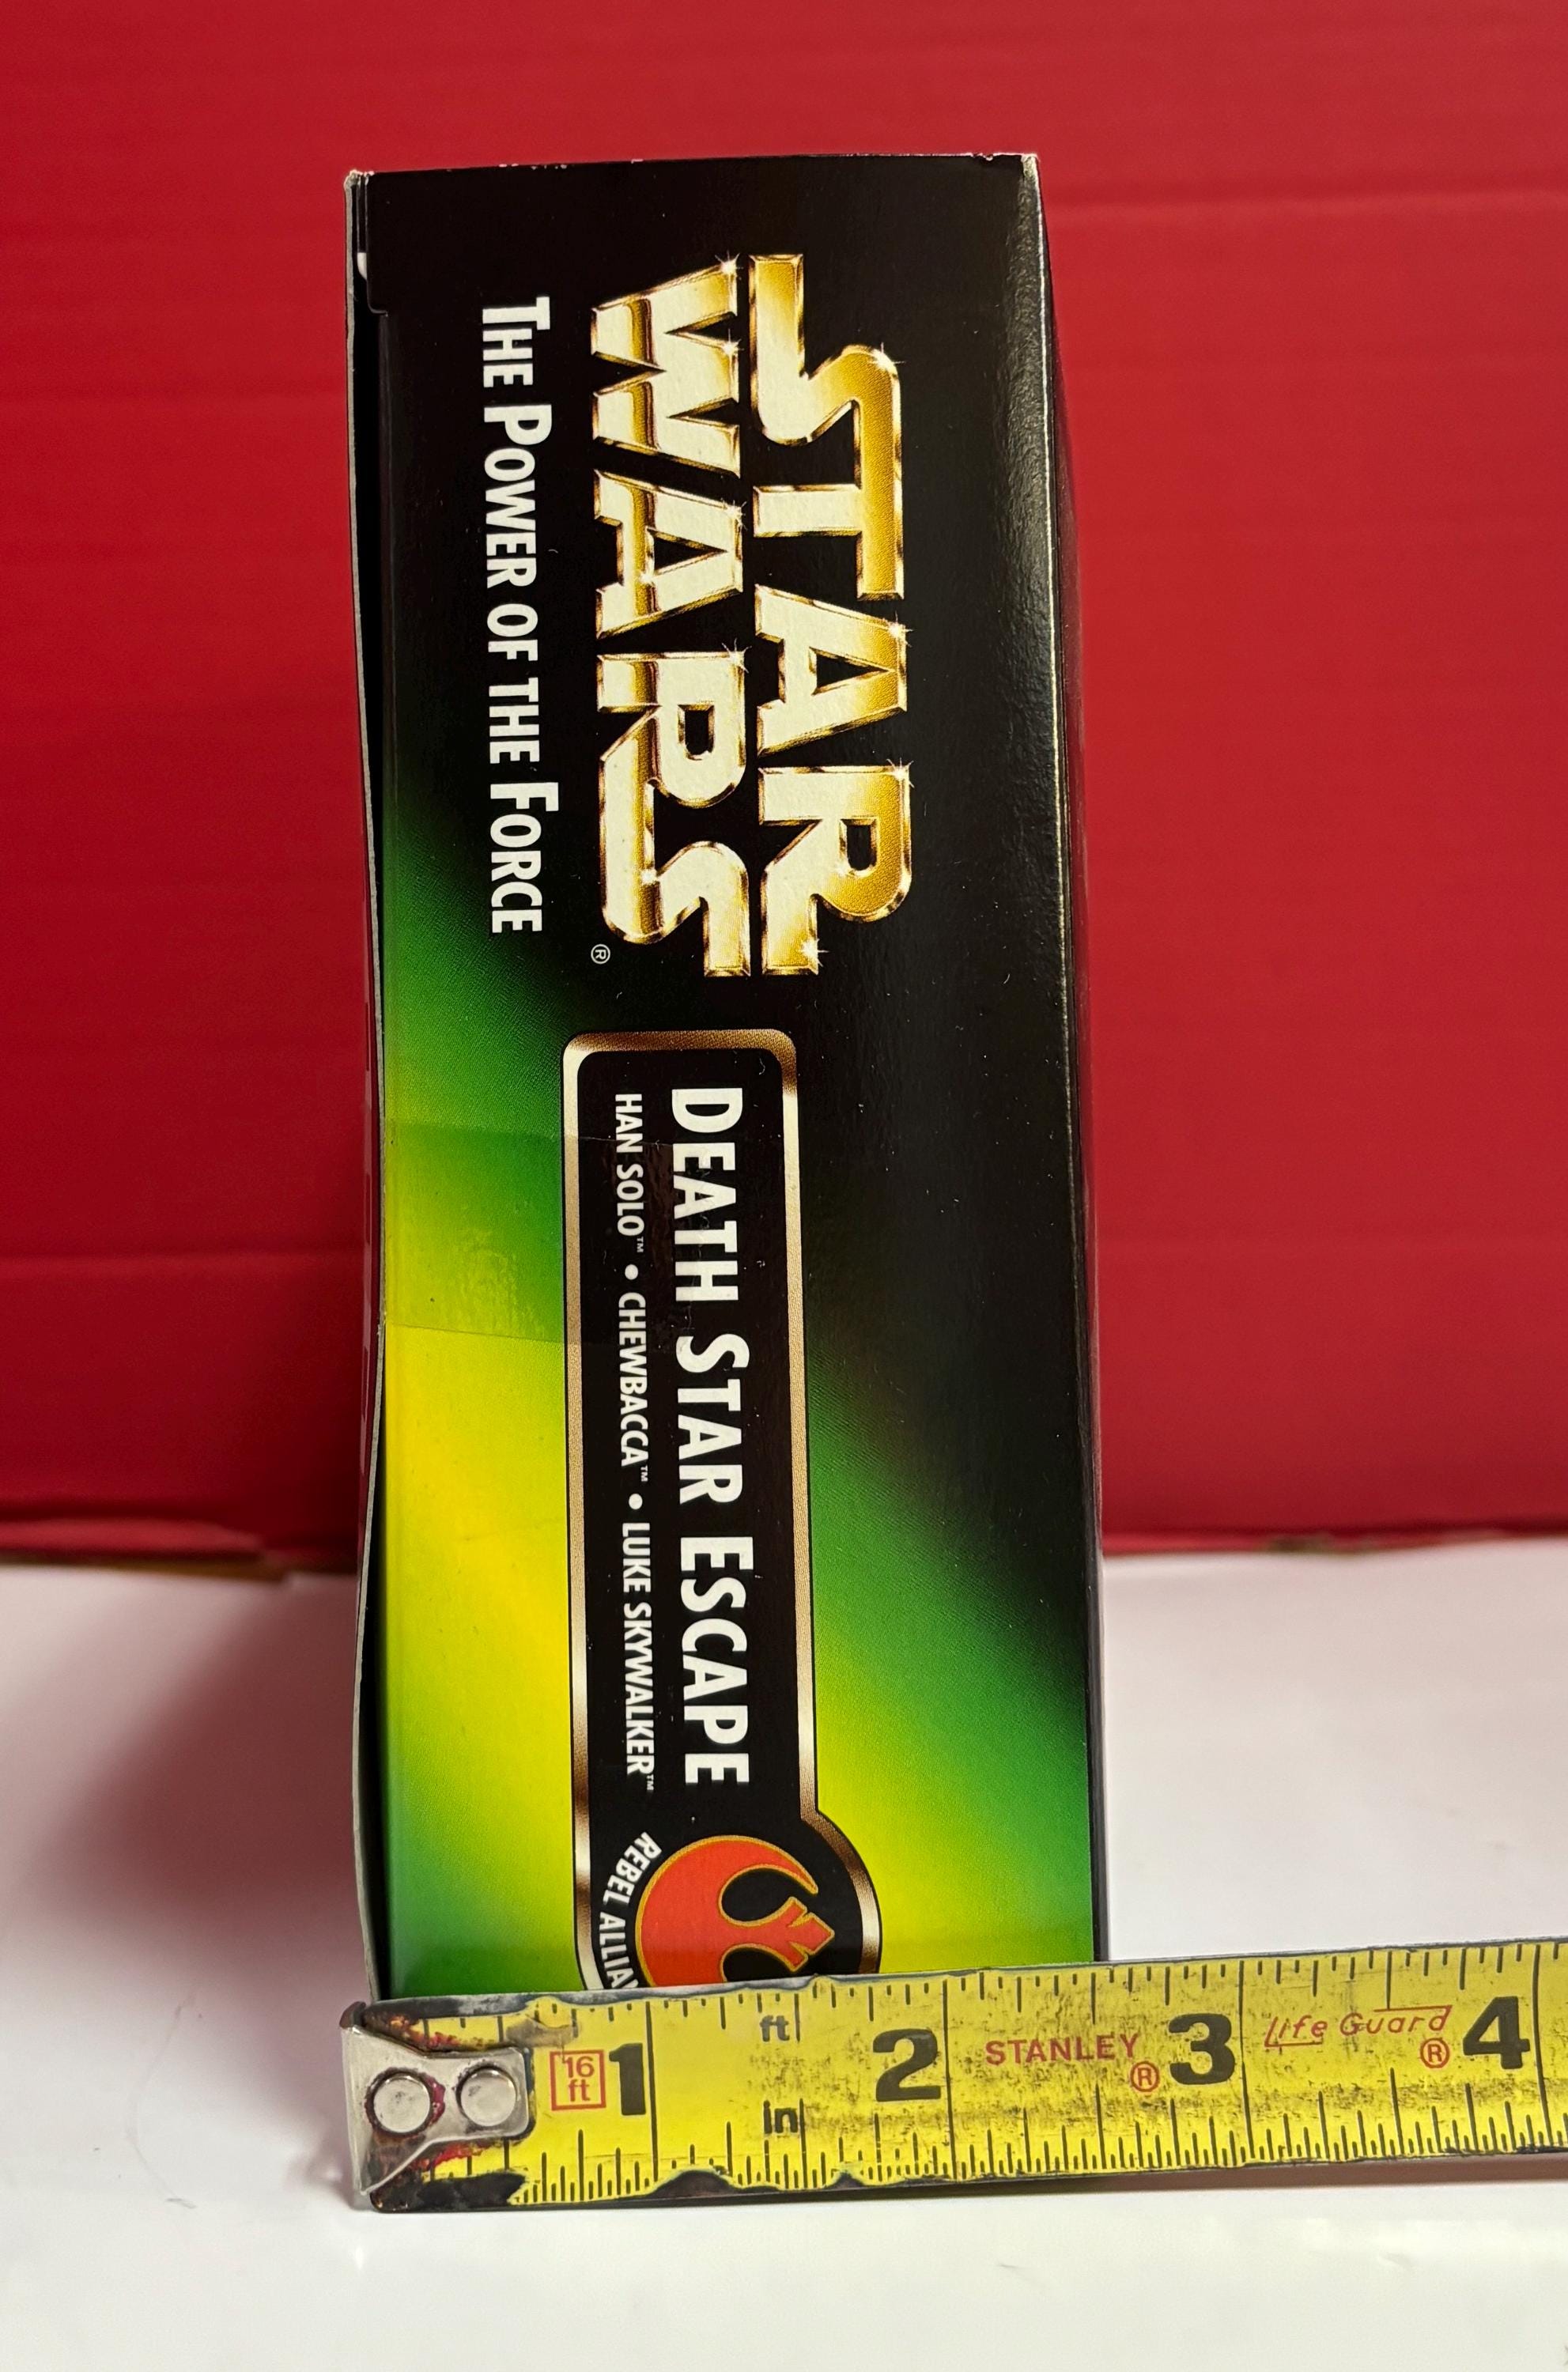 STAR
WARS
®
THE POWER OF THE FORCE
DEATH STAR ESCAPE
HAN SOLO™ • CHEWBACCA™ • LUKE SKYWALKER™
REBEL ALLIA
16
ft
1
ft
in
2
STANLEY®
3
Life Guard®
4